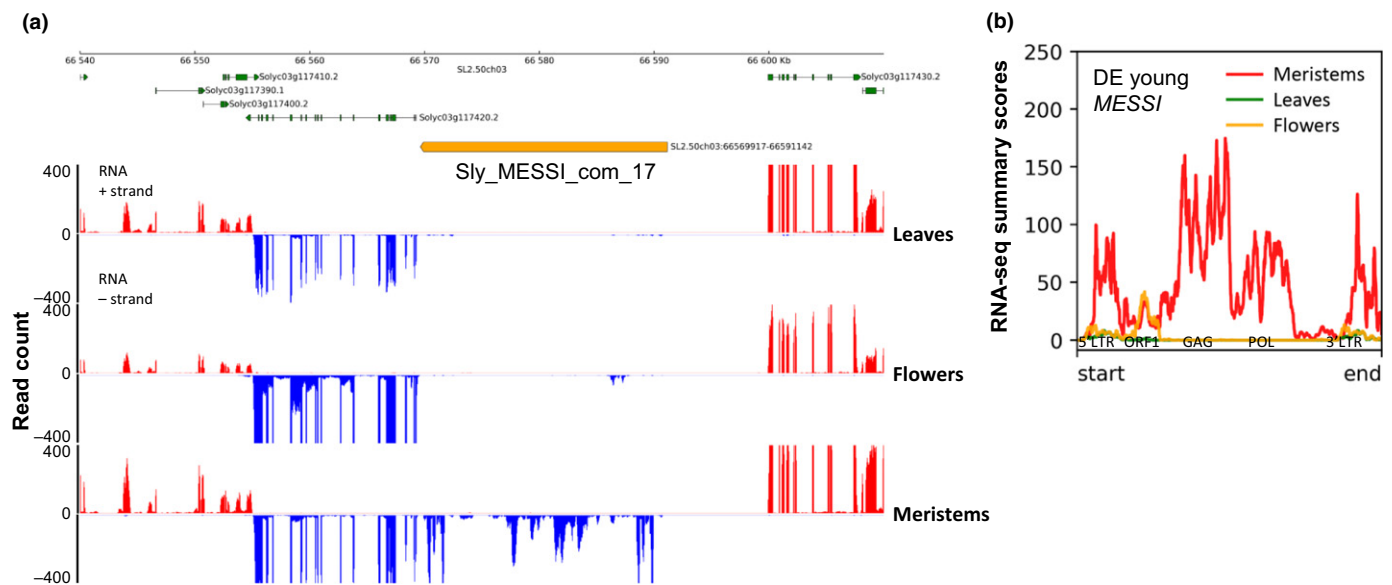 (a)
66 540 66 550 66 560 66 570 66 580 66 590 66 600 Kb
SL2.50ch03
Solyc03g117410.2
Solyc03g117430.2
Solyc03g117390.1
Solyc03g117400.2
Solyc03g117420.2
SL2.50ch03:66569917-66591142
Sly_MESSI_com_17
Read count
400
RNA
+ strand
0
Leaves
RNA
– strand
–400
400
0
Flowers
–400
400
0
Meristems
–400
(b)
RNA-seq summary scores
250
200
150
100
50
0
DE young
MESSI
Meristems
Leaves
Flowers
5 LTR ORF1 GAG POL 3 LTR
start end